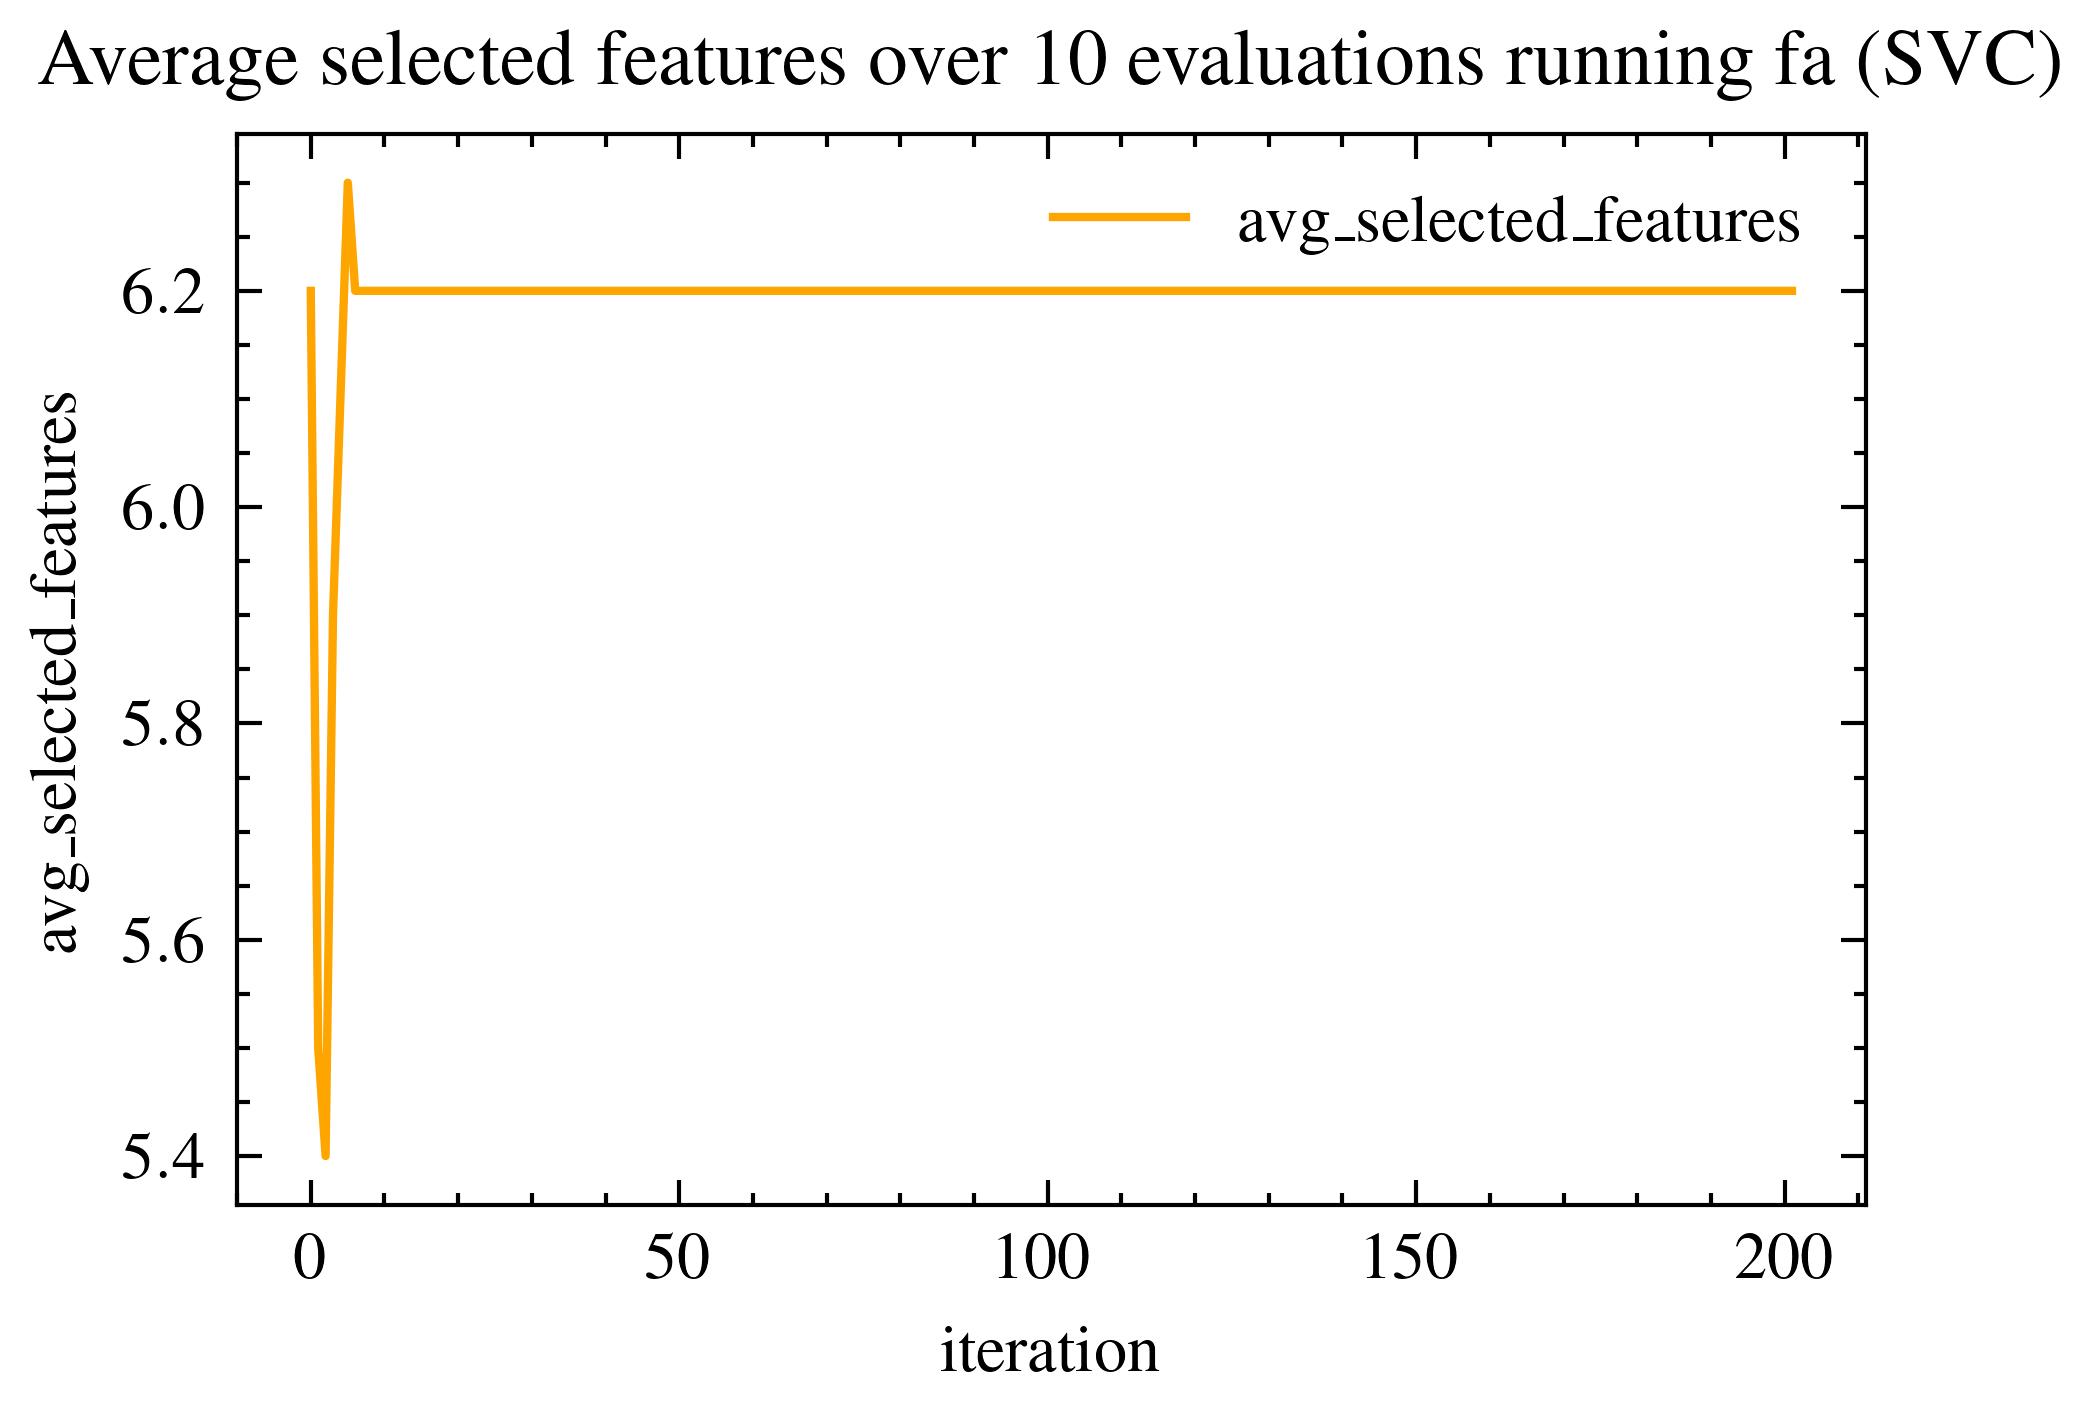 Average selected features over 10 evaluations running fa (SVC)
avg_selected_features
6.2
6.0
5.8
5.6
5.4
avg_selected_features
0 50 100 150 200
iteration